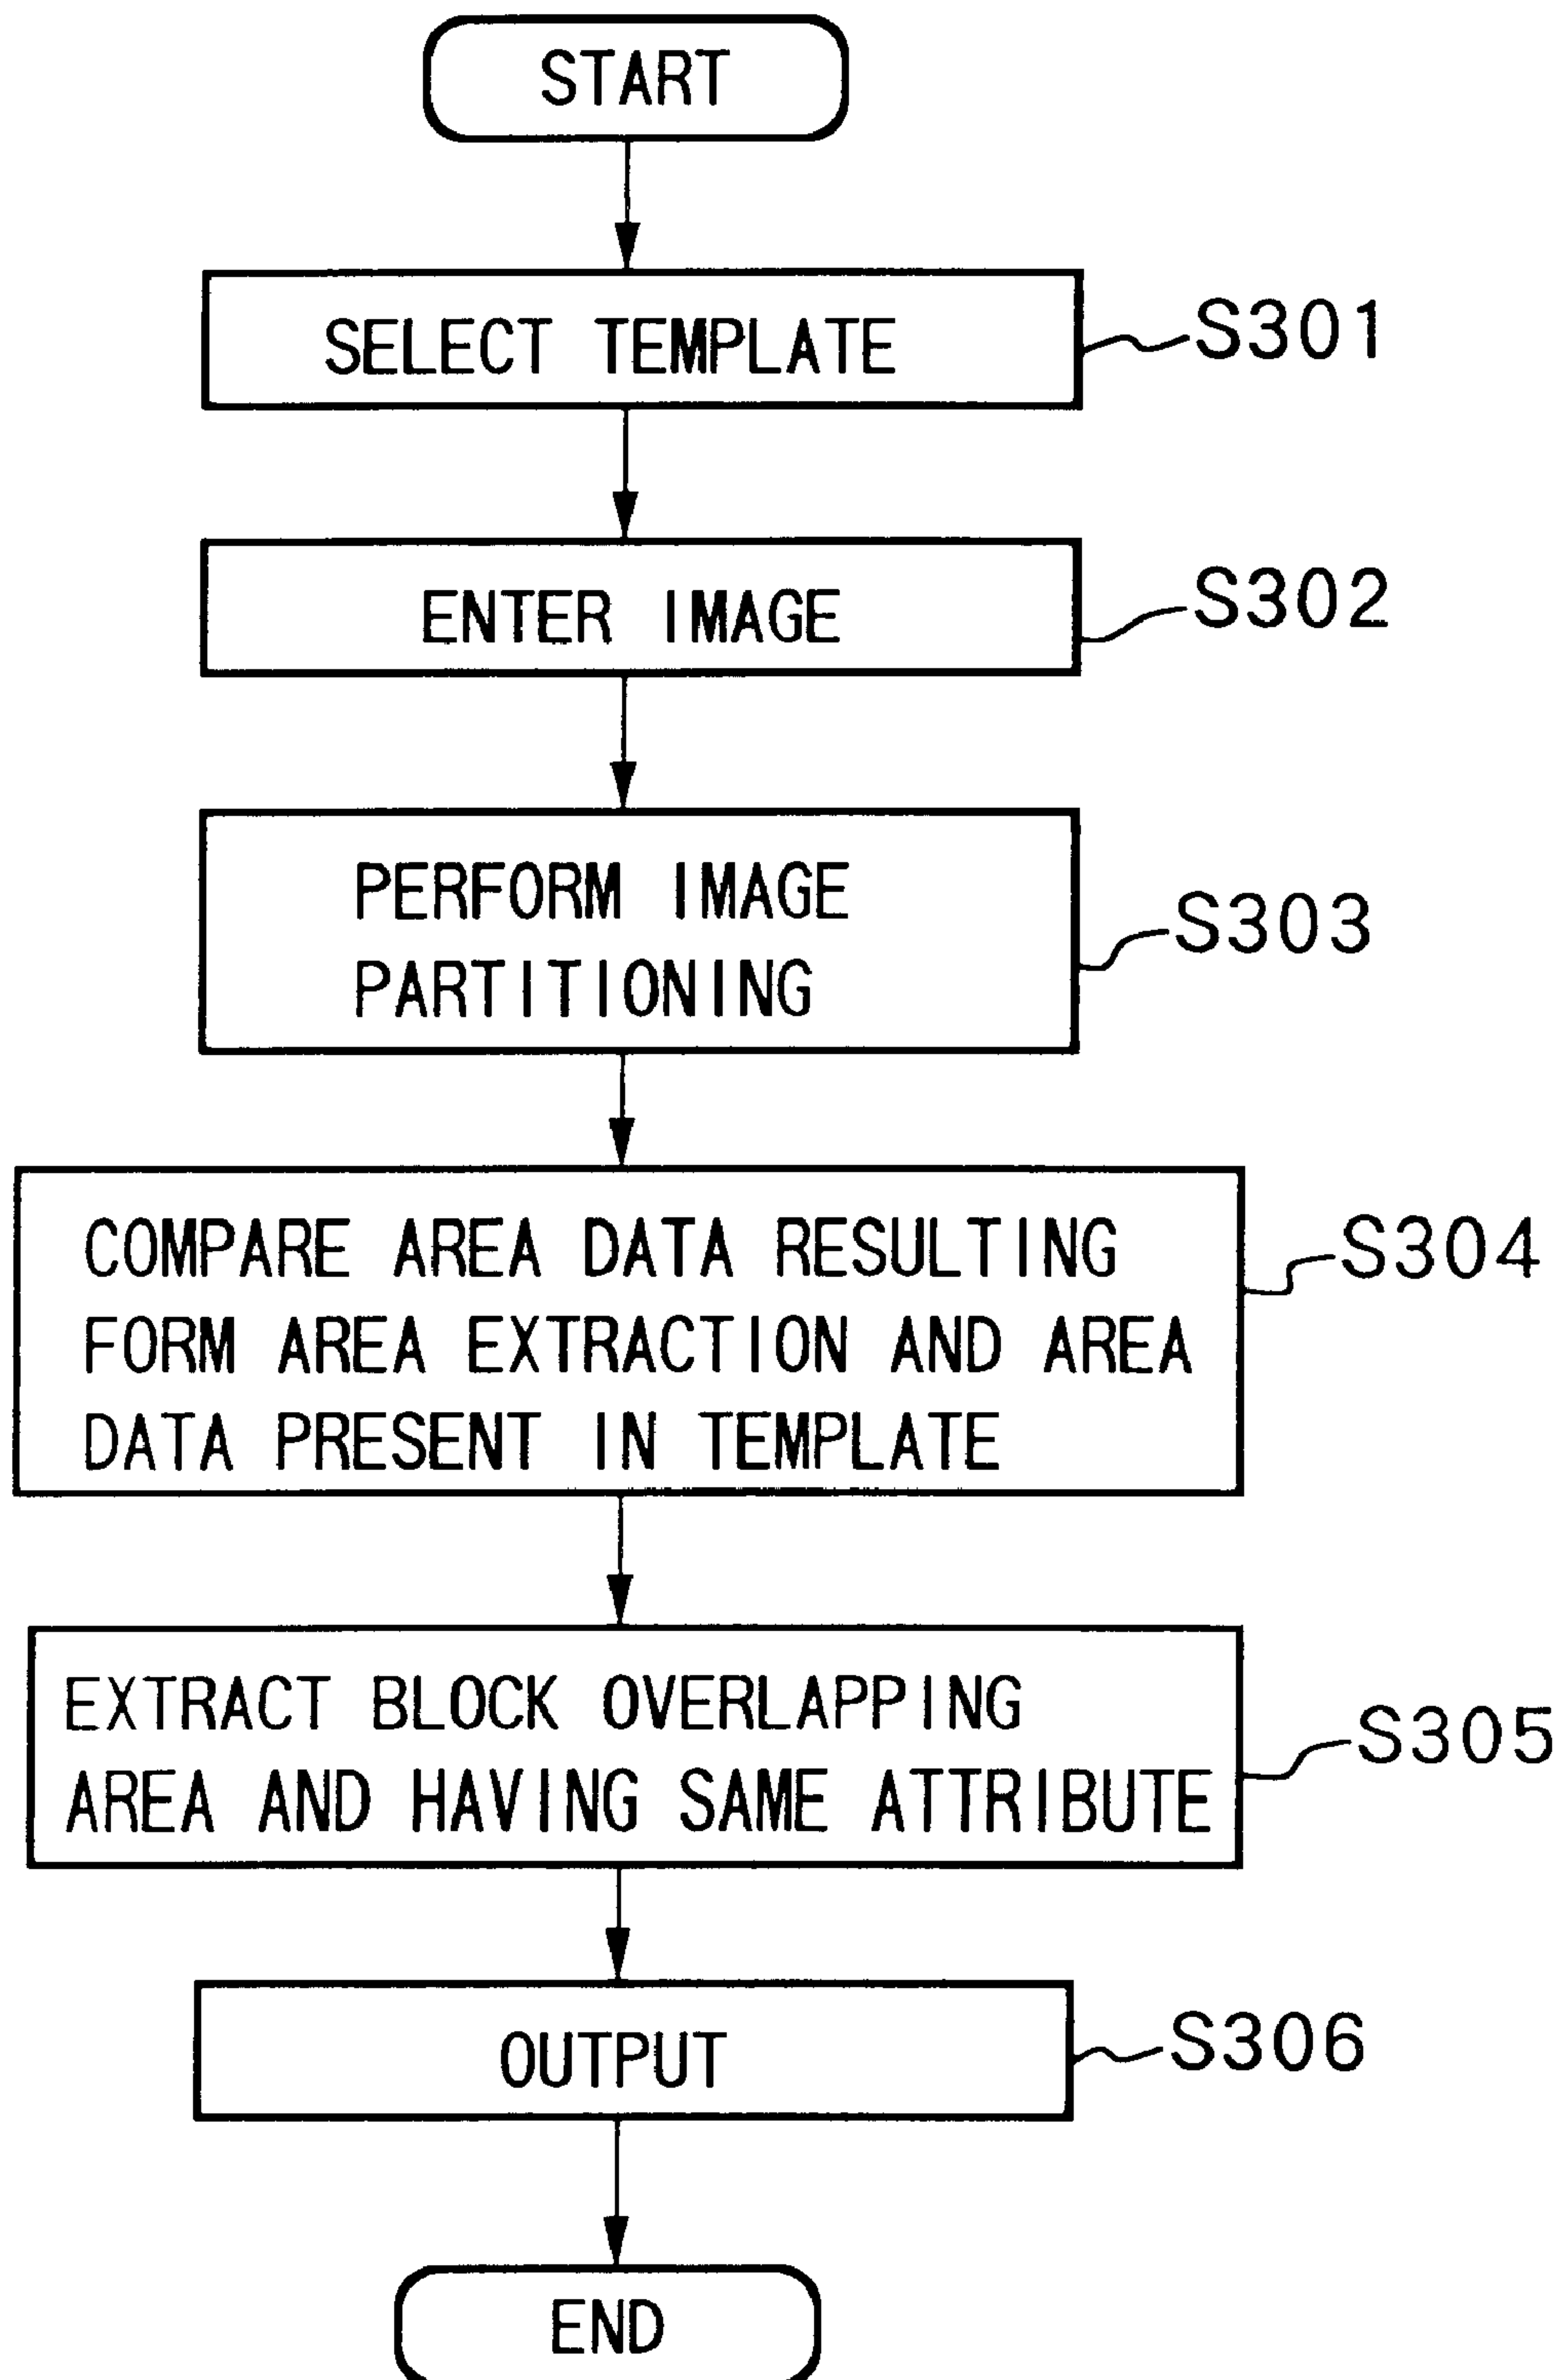 START
SELECT TEMPLATE
S301
ENTER IMAGE
S302
PERFORM IMAGE
PARTITIONING
S303
COMPARE AREA DATA RESULTING
FORM AREA EXTRACTION AND AREA
DATA PRESENT IN TEMPLATE
S304
EXTRACT BLOCK OVERLAPPING
AREA AND HAVING SAME ATTRIBUTE
S305
OUTPUT
S306
END